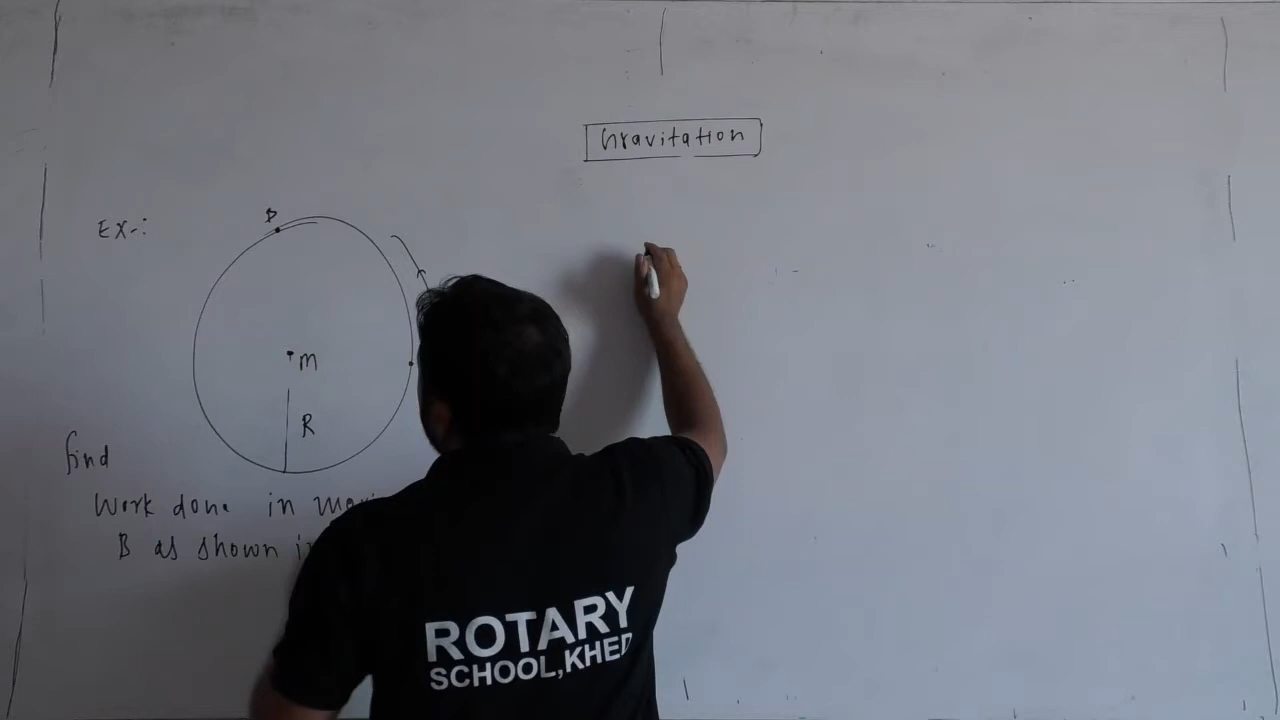 Gravitation
EX-:
B
M
R
find
Work done in
B as shown
ROTARY
SCHOOL, KHED